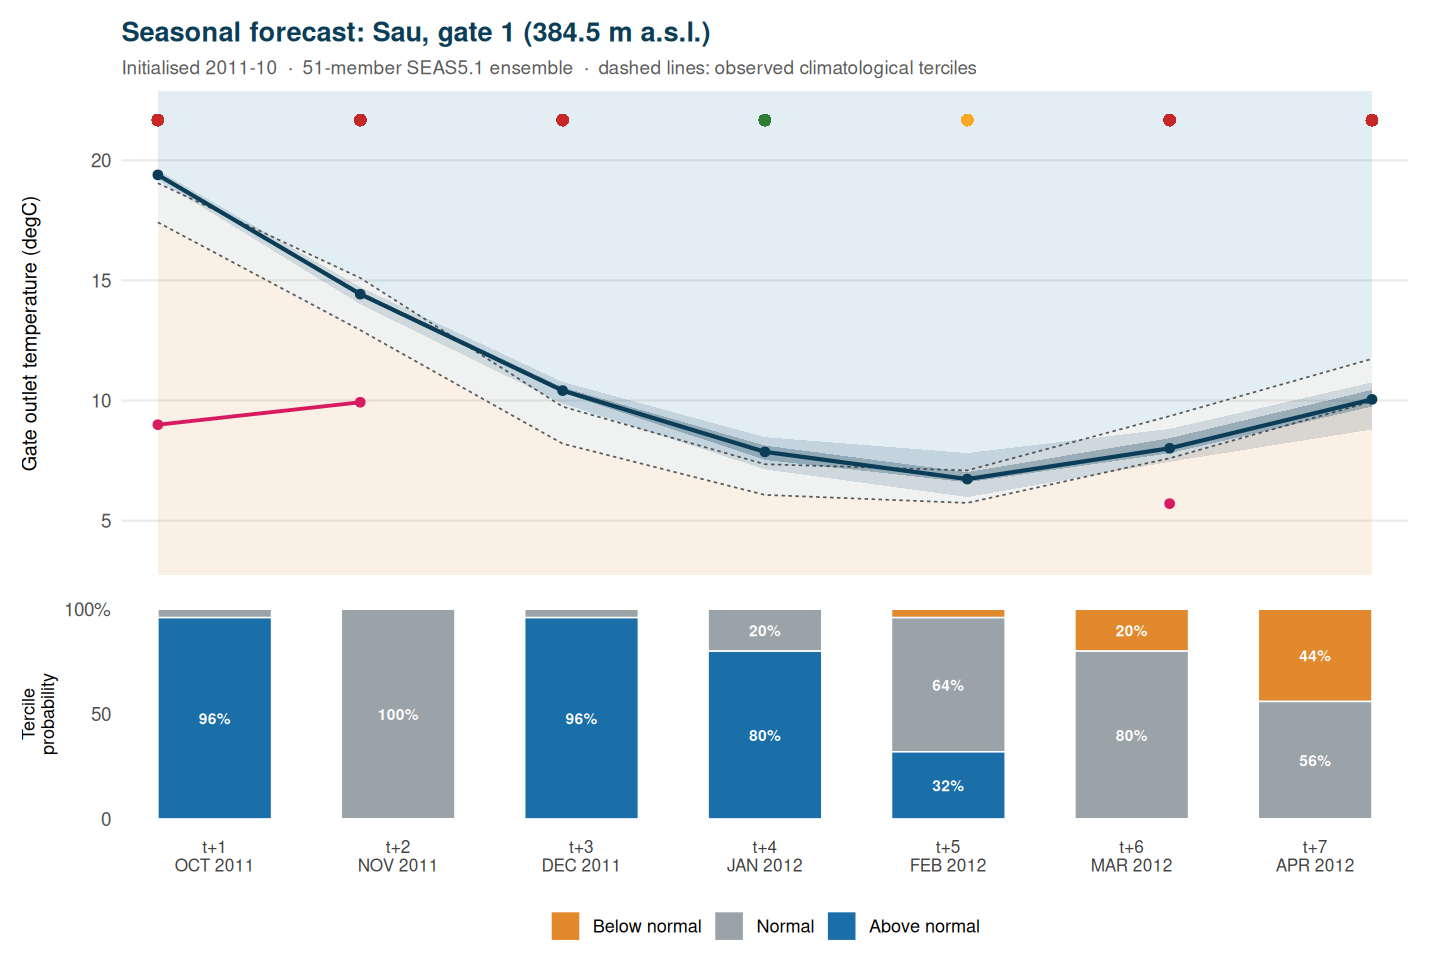 Seasonal forecast: Sau, gate 1 (384.5 m a.s.l.)
Initialised 2011-10 · 51-member SEAS5.1 ensemble · dashed lines: observed climatological terciles
Gate outlet temperature (degC)
20
15
10
5
Tercile
probability
100%
50
0
96%
100%
96%
20%
80%
64%
32%
20%
80%
44%
56%
t+1
OCT 2011
t+2
NOV 2011
t+3
DEC 2011
t+4
JAN 2012
t+5
FEB 2012
t+6
MAR 2012
t+7
APR 2012
Below normal
Normal
Above normal